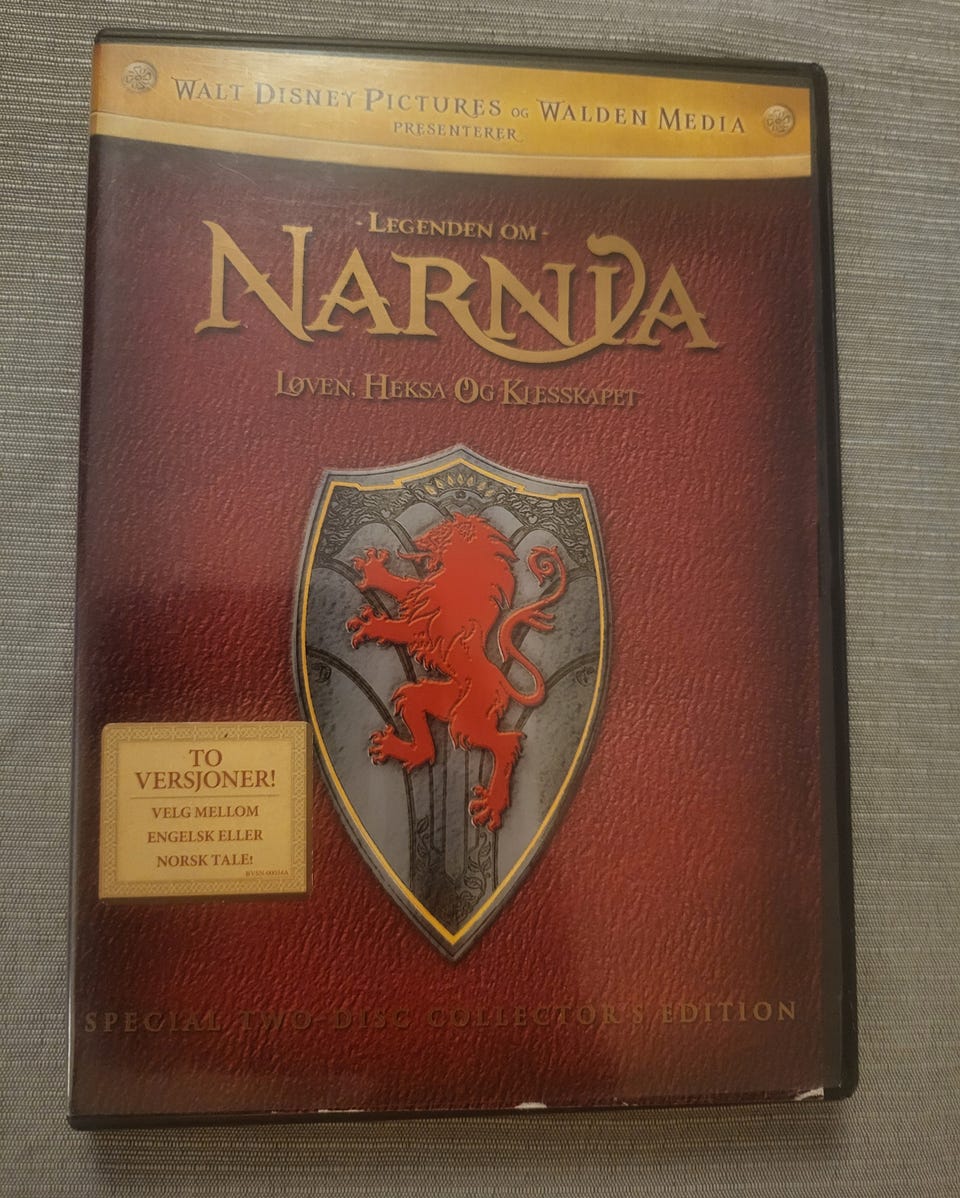 WALT DISNEY PICTURES OG WALDEN MEDIA
PRESENTERER
- LEGENDEN OM -
NARNIA
LØVEN, HEKSA OG KLESSKAPET
TO
VERSJONER!
VELG MELLOM
ENGELSK ELLER
NORSK TALE!
SPECIAL TWO-DISC COLLECTOR'S EDITION